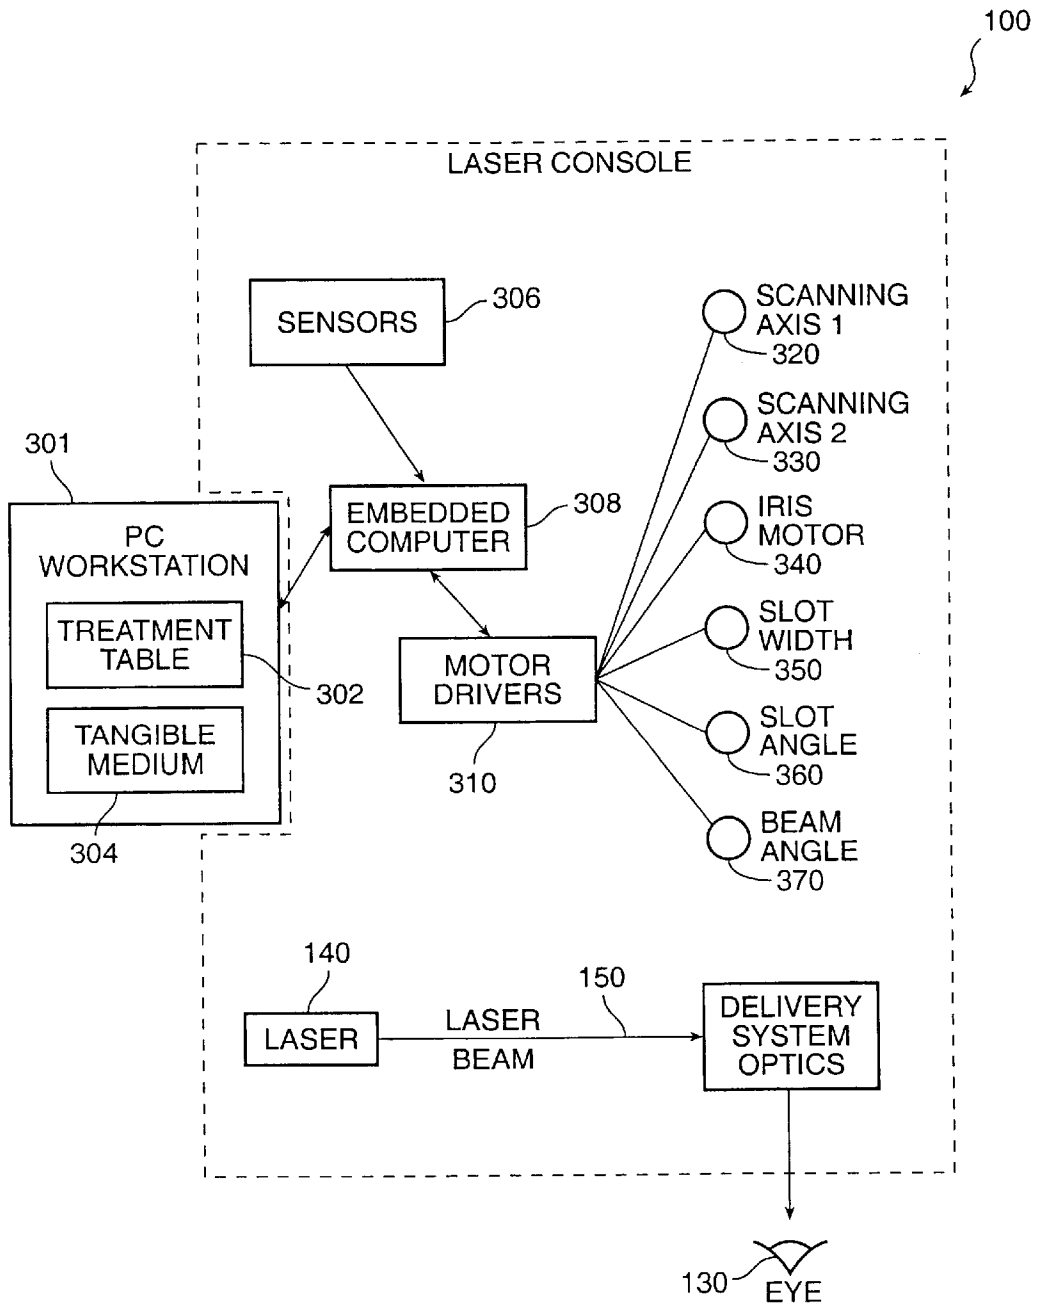 100
LASER CONSOLE
SENSORS
306
SCANNING
AXIS 1
320
SCANNING
AXIS 2
330
301
PC
WORKSTATION
EMBEDDED
COMPUTER
308
IRIS
MOTOR
340
TREATMENT
TABLE
302
MOTOR
DRIVERS
310
SLOT
WIDTH
350
TANGIBLE
MEDIUM
304
SLOT
ANGLE
360
BEAM
ANGLE
370
140
LASER
LASER
BEAM
150
DELIVERY
SYSTEM
OPTICS
130
EYE